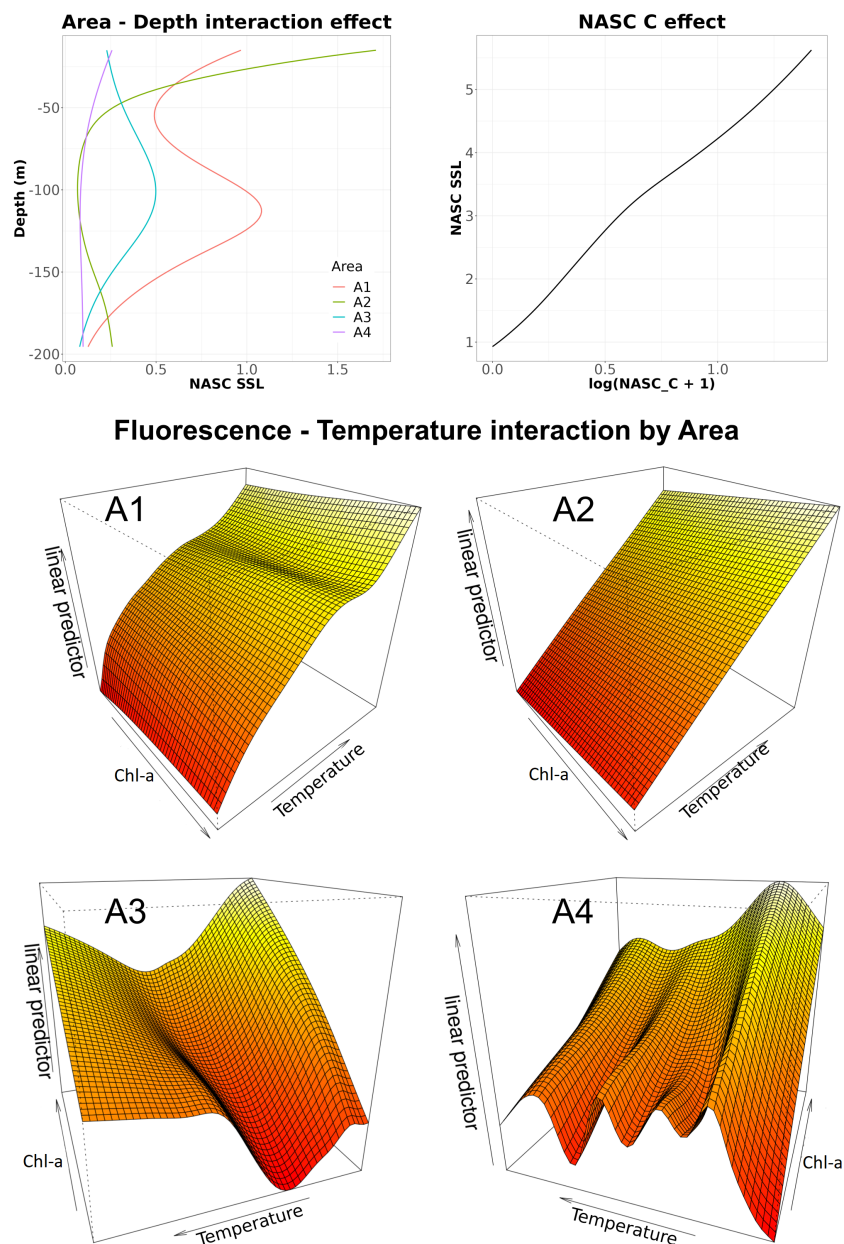 Area - Depth interaction effect
Depth (m)
-50
-100
-150
-200
0.0 0.5 1.0 1.5
NASC SSL
Area
A1
A2
A3
A4
NASC C effect
NASC SSL
5
4
3
2
1
0.0 0.5 1.0
log(NASC_C + 1)
Fluorescence - Temperature interaction by Area
A1
linear predictor
Chl-a
Temperature
A2
linear predictor
Chl-a
Temperature
A3
linear predictor
Chl-a
Temperature
A4
linear predictor
Chl-a
Temperature